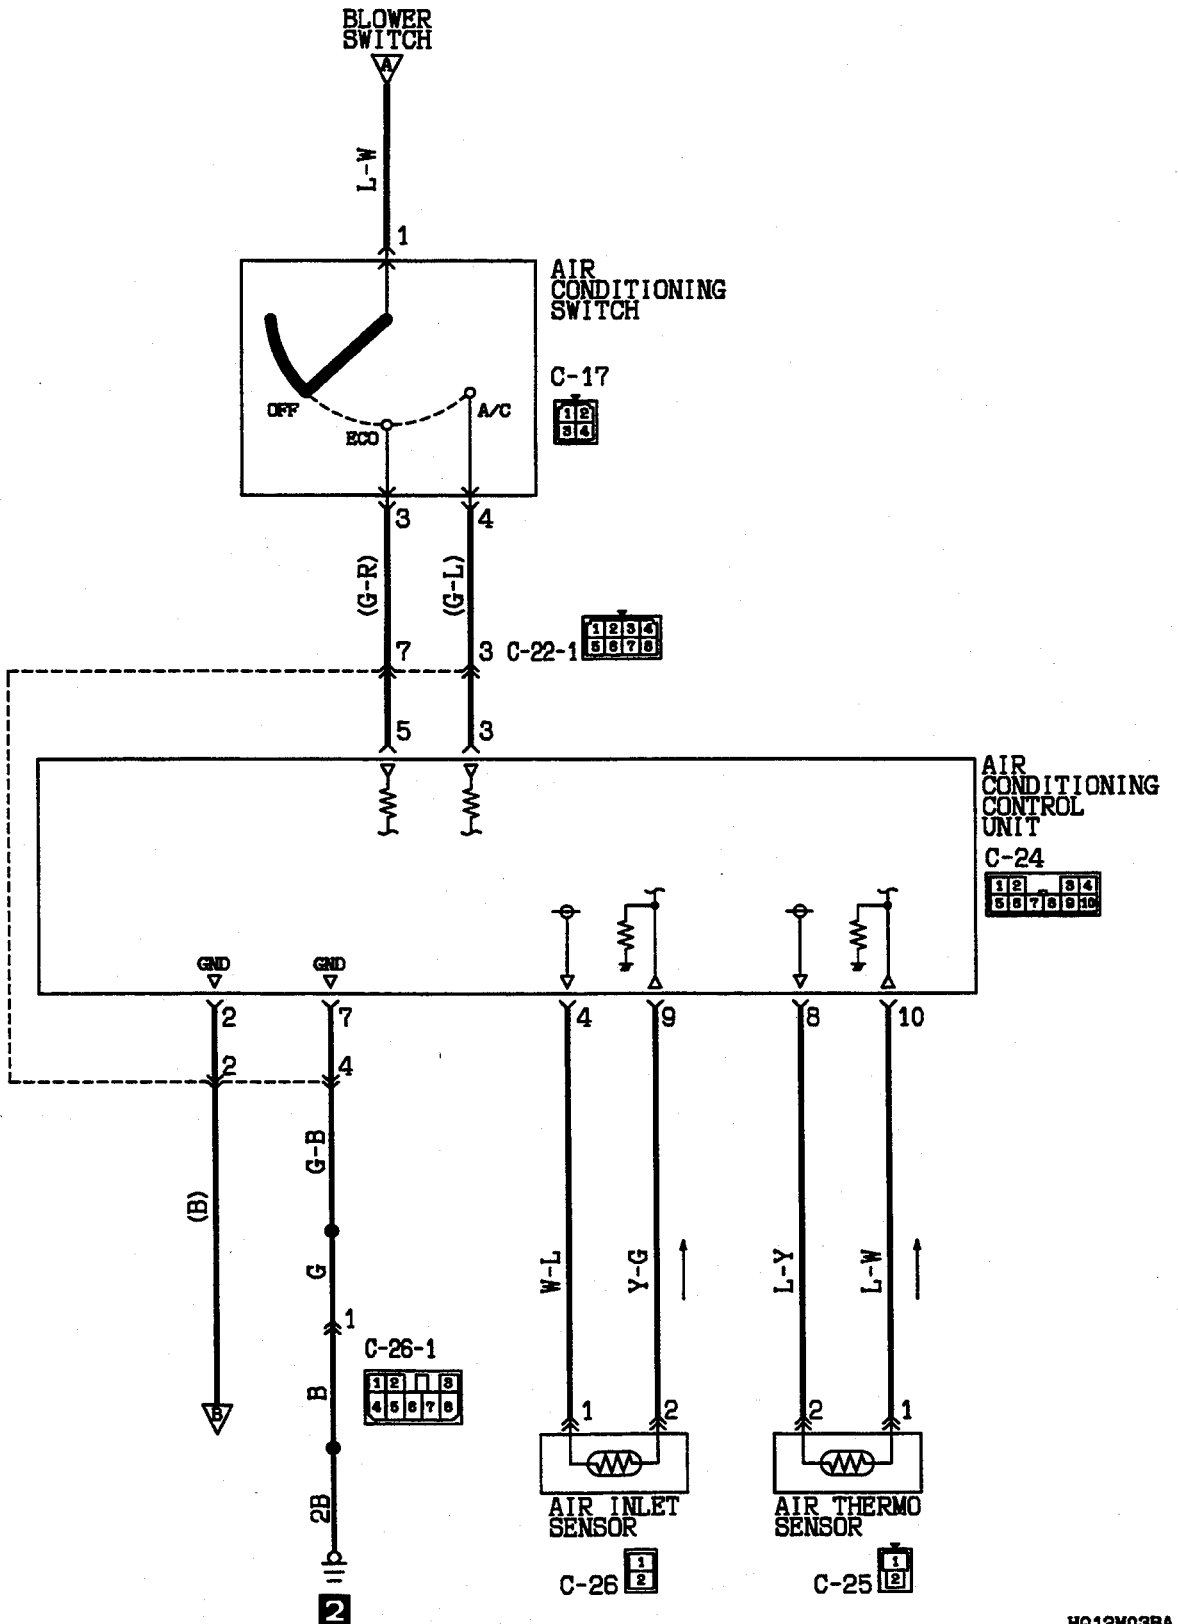 BLOWER
SWITCH
A
L-W
1
AIR
CONDITIONING
SWITCH
C-17
1 2
3 4
OFF
ECO
A/C
3 4
(G-R) (G-L)
C-22-1
1 2 3 4
5 6 7 8
7 3
5 3
AIR
CONDITIONING
CONTROL
UNIT
C-24
1 2 3 4
5 6 7 8 9 10
GND GND
2 7 4 9 8 10
2 4
G-B
(B)
G
W-L Y-G L-Y L-W
1
C-26-1
1 2 3
4 5 6 7 8
B
B
1 2 2 1
2B
AIR INLET
SENSOR
AIR THERMO
SENSOR
C-26
1
2
C-25
1
2
2